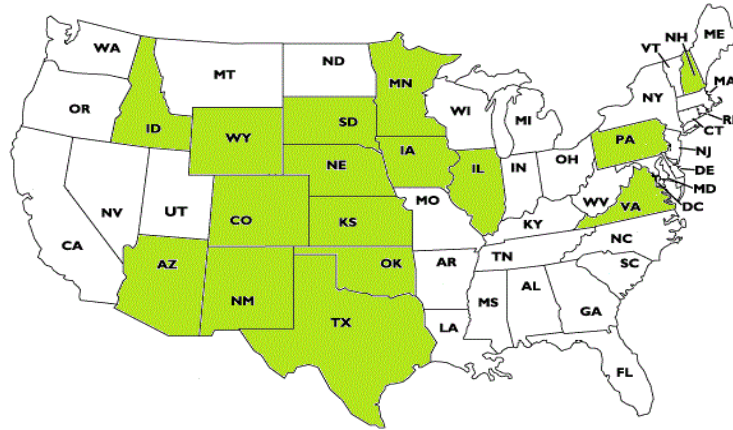 WA
MT
ND
MN
VT
NH
ME
OR
ID
WY
SD
WI
MI
NY
MA
RI
CT
NV
UT
CO
NE
IA
IL
IN
OH
PA
NJ
DE
MD
DC
CA
KS
MO
KY
WV
VA
AZ
NM
OK
AR
TN
NC
SC
TX
LA
MS
AL
GA
FL